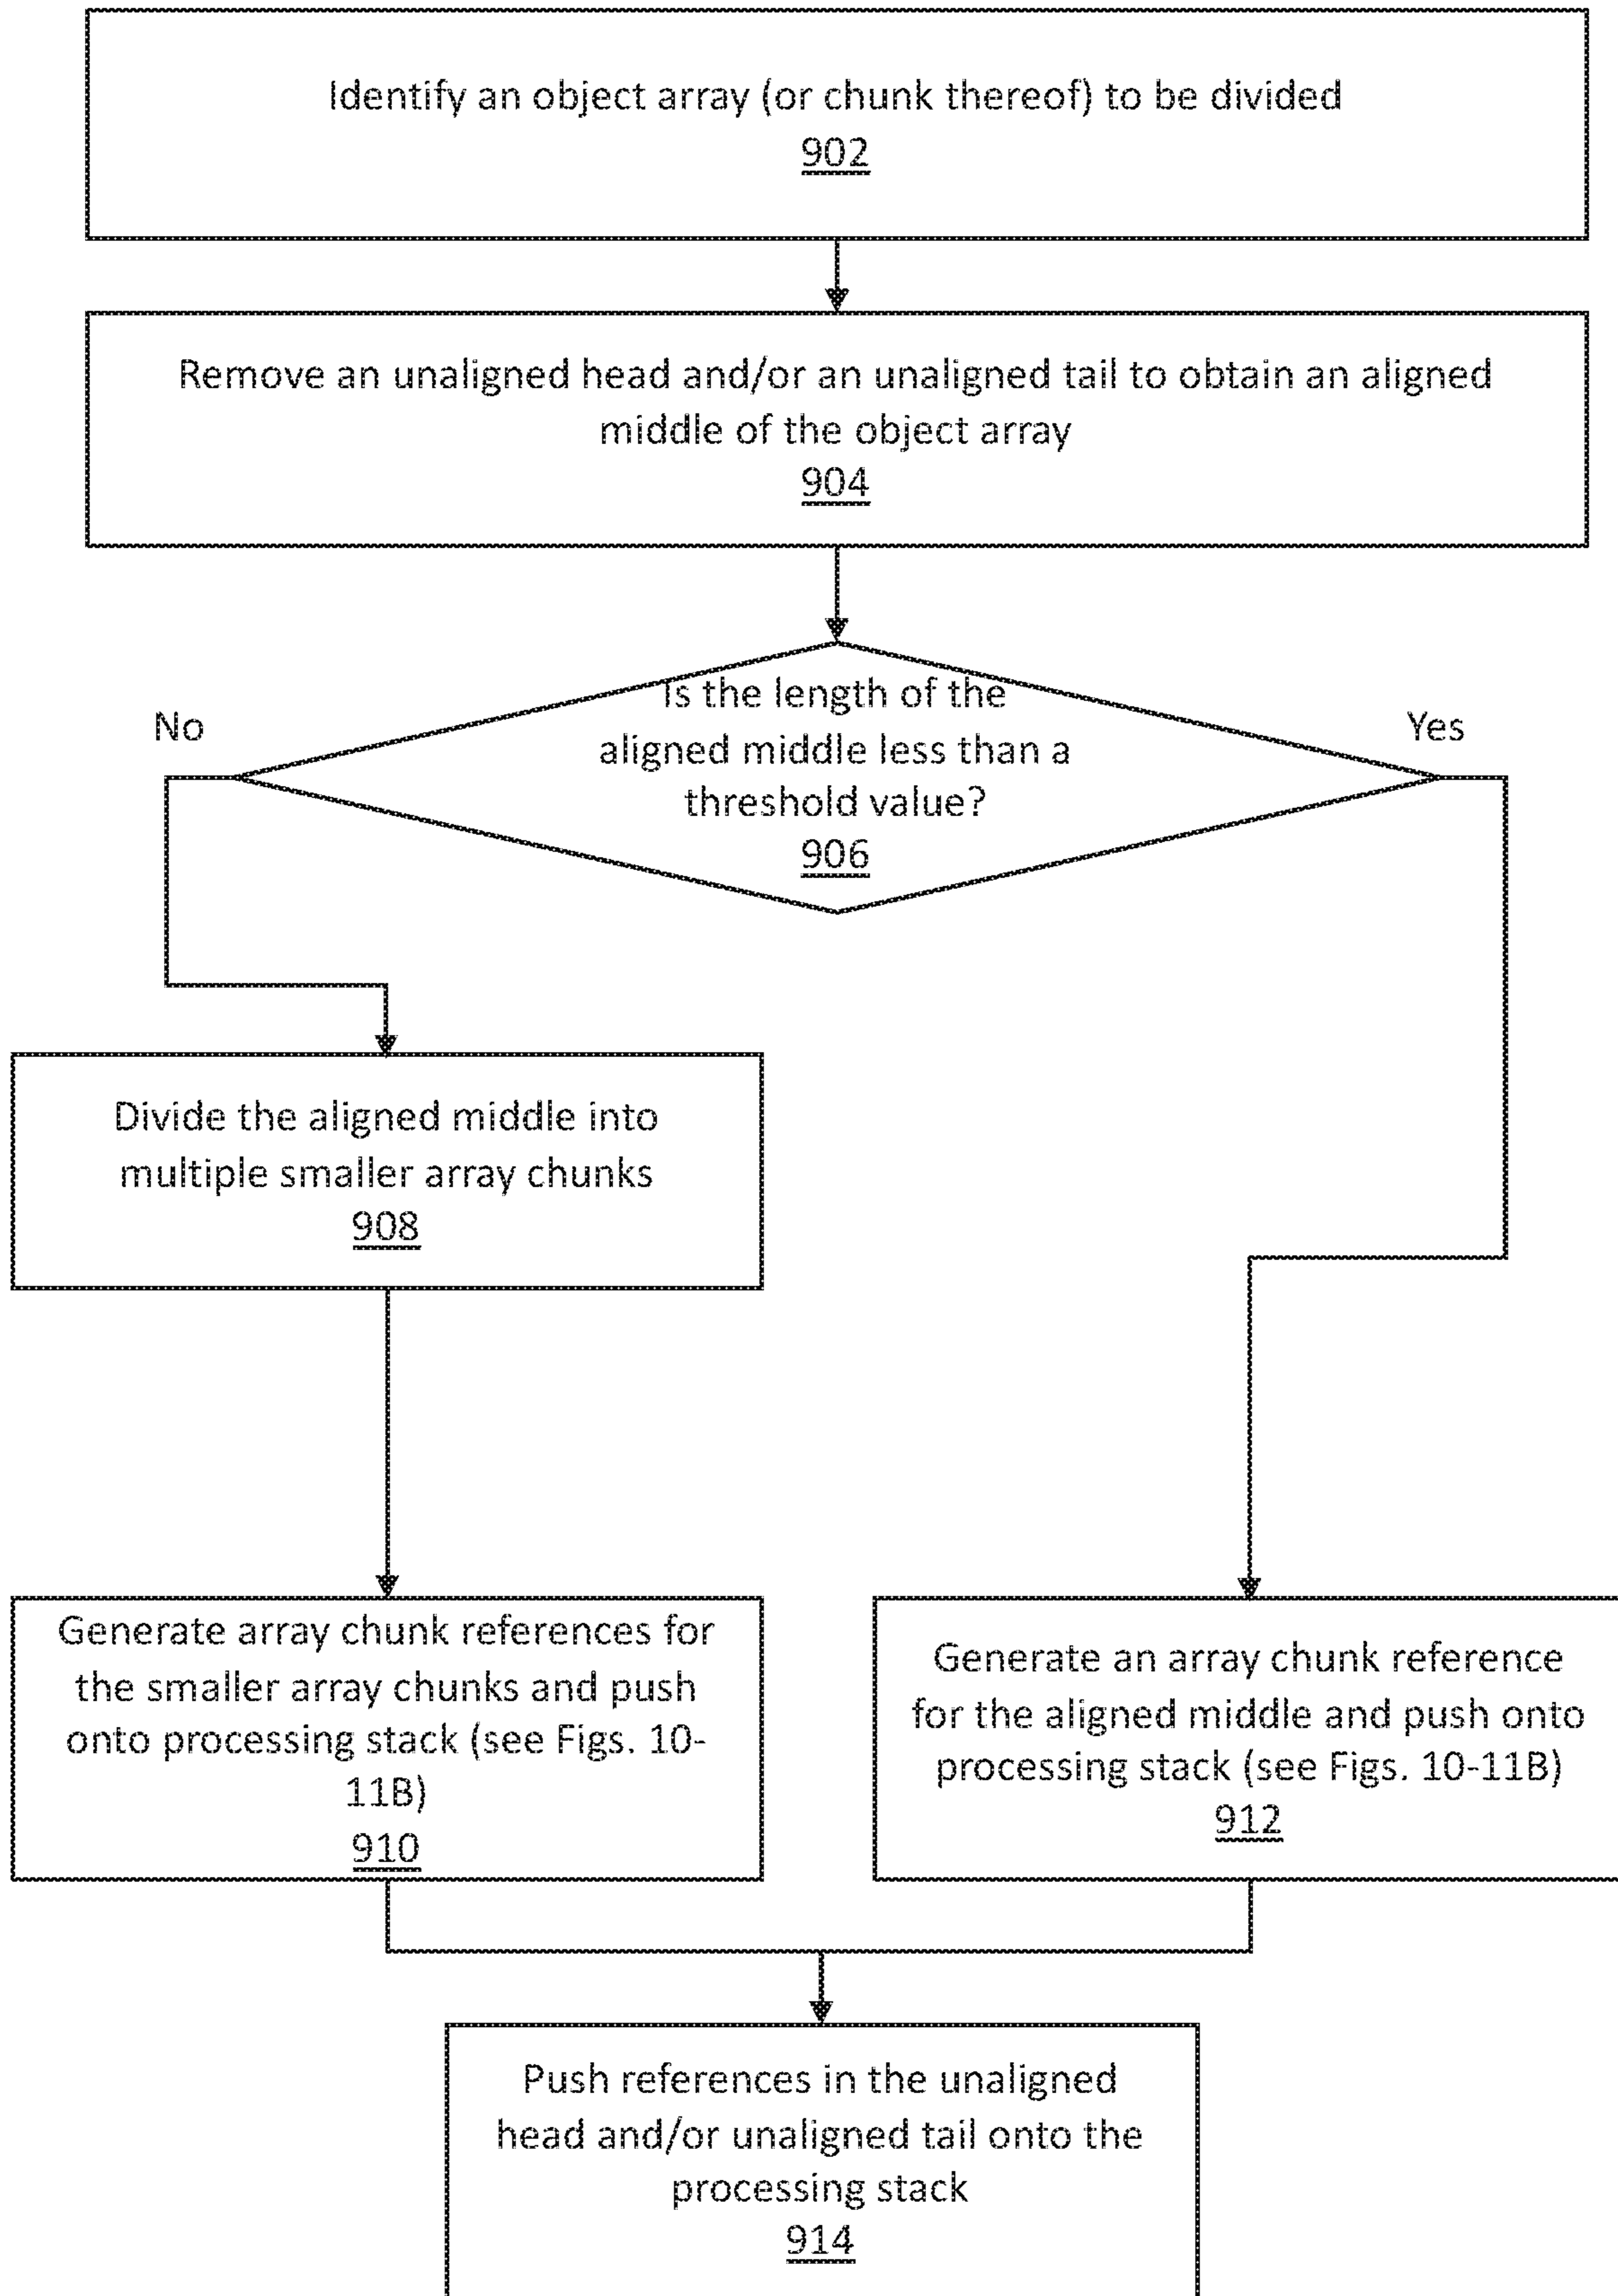 Identify an object array (or chunk thereof) to be divided
902
Remove an unaligned head and/or an unaligned tail to obtain an aligned
middle of the object array
904
Is the length of the
aligned middle less than a
threshold value?
906
No
Yes
Divide the aligned middle into
multiple smaller array chunks
908
Generate array chunk references for
the smaller array chunks and push
onto processing stack (see Figs. 10-
11B)
910
Generate an array chunk reference
for the aligned middle and push onto
processing stack (see Figs. 10-11B)
912
Push references in the unaligned
head and/or unaligned tail onto the
processing stack
914